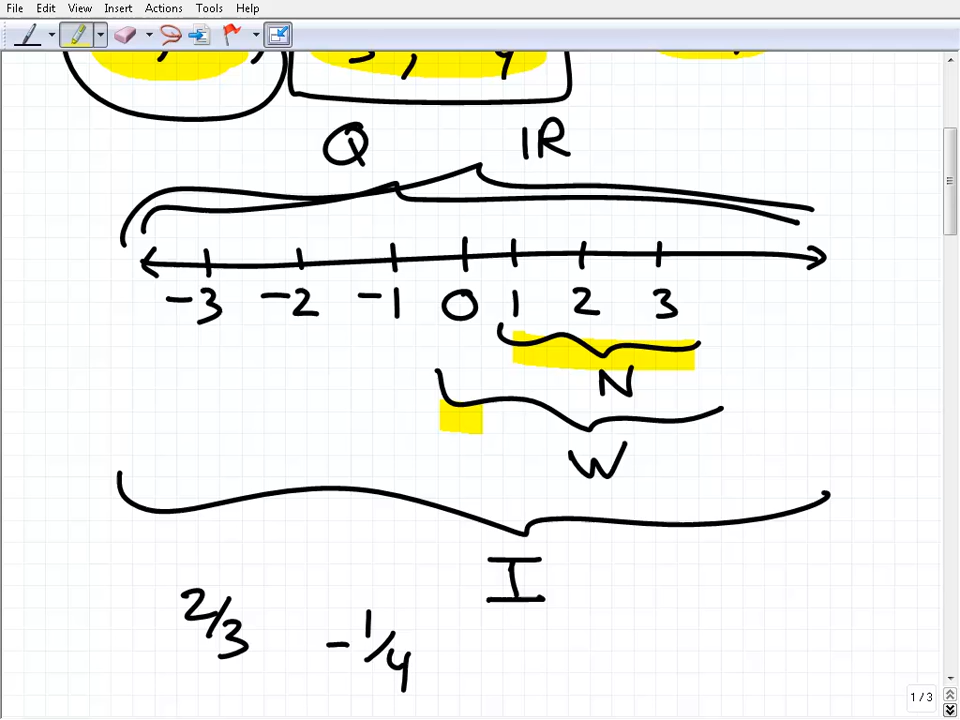 File Edit View Insert Actions Tools Help
Q IR
-3 -2 -1 0 1 2 3
N
W
I
2/3 -1/4
1 / 3